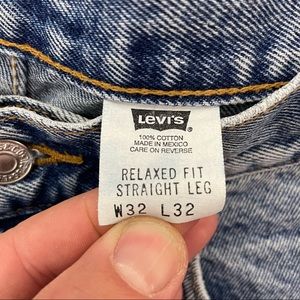 LEVI'S
100% COTTON
MADE IN MEXICO
CARE ON REVERSE
RELAXED FIT
STRAIGHT LEG
W32 L32